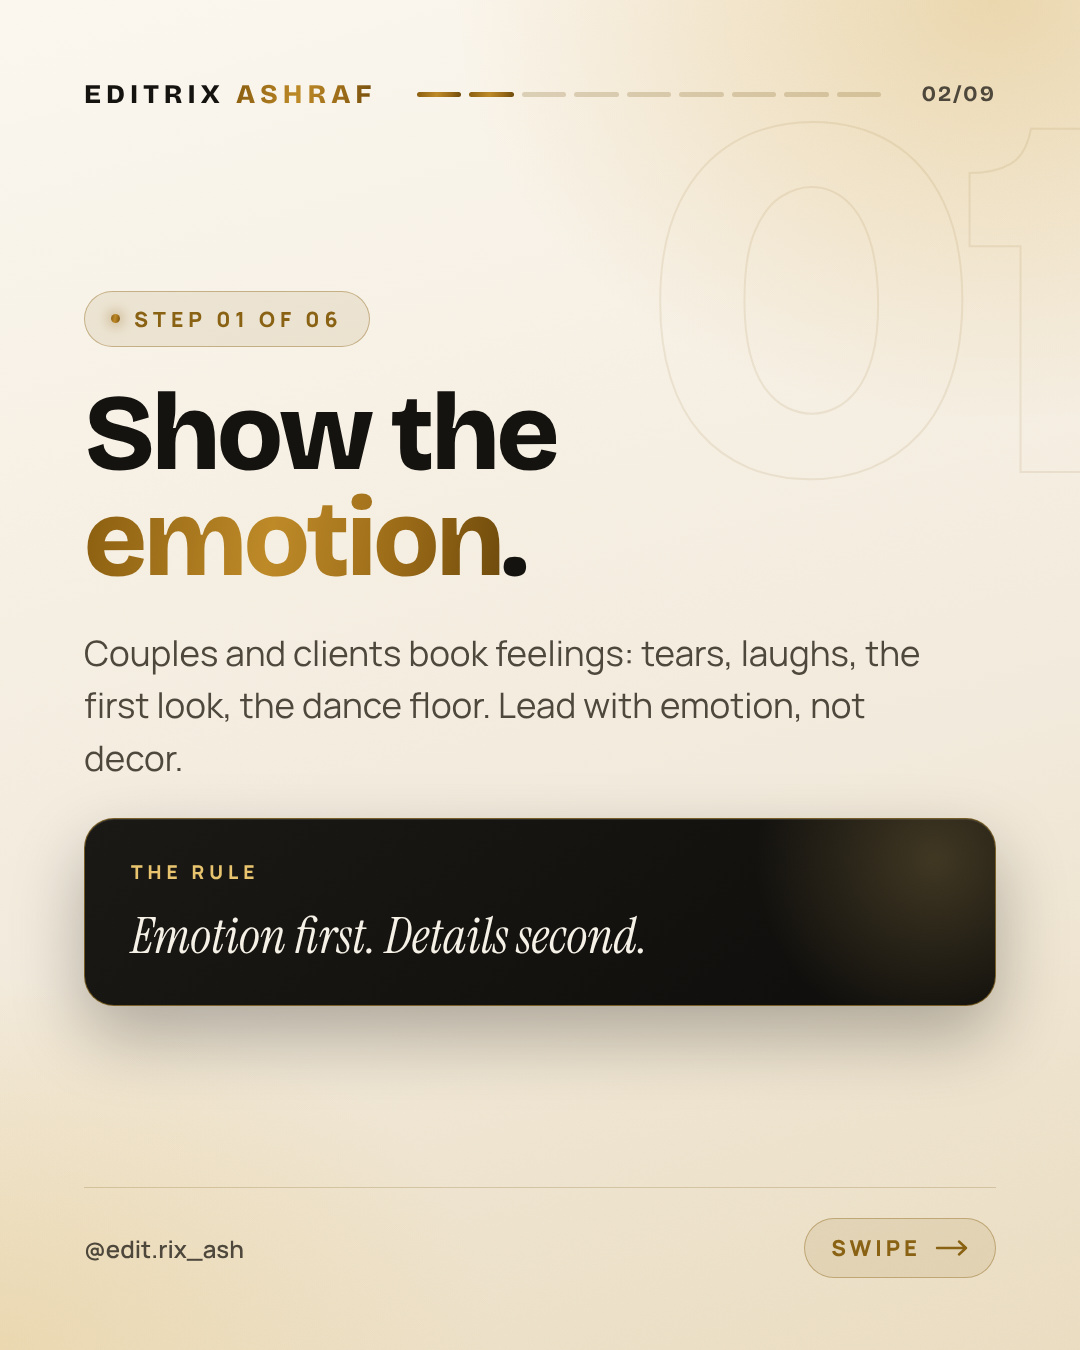 EDITRIX ASHRAF
02/09
01
STEP 01 OF 06
Show the
emotion.
Couples and clients book feelings: tears, laughs, the
first look, the dance floor. Lead with emotion, not
decor.
THE RULE
Emotion first. Details second.
@edit.rix_ash
SWIPE →